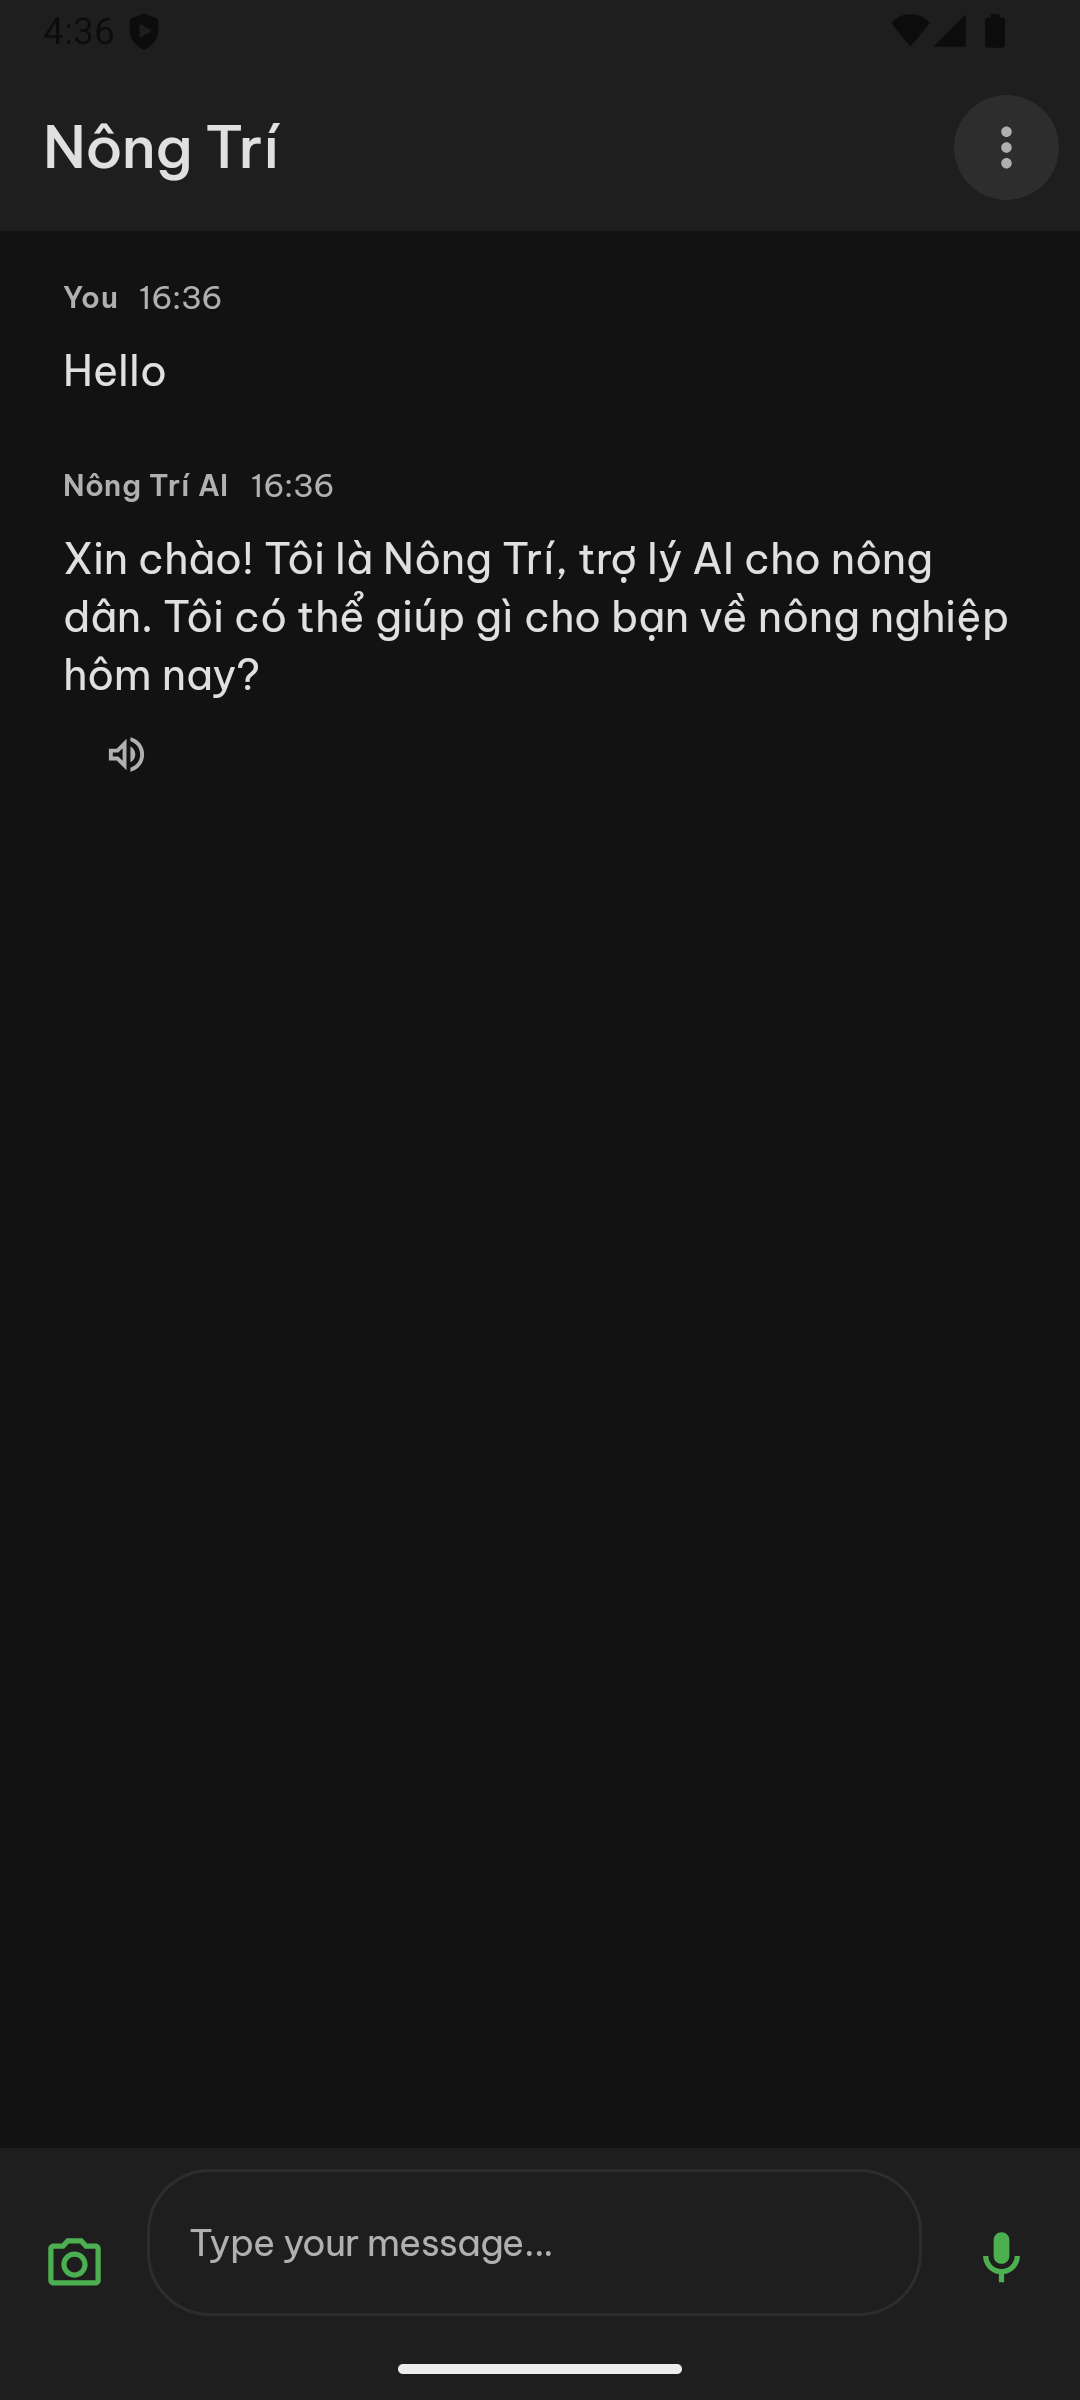 4:36
Nông Trí
You 16:36
Hello
Nông Trí AI 16:36
Xin chào! Tôi là Nông Trí, trợ lý AI cho nông
dân. Tôi có thể giúp gì cho bạn về nông nghiệp
hôm nay?
Type your message...